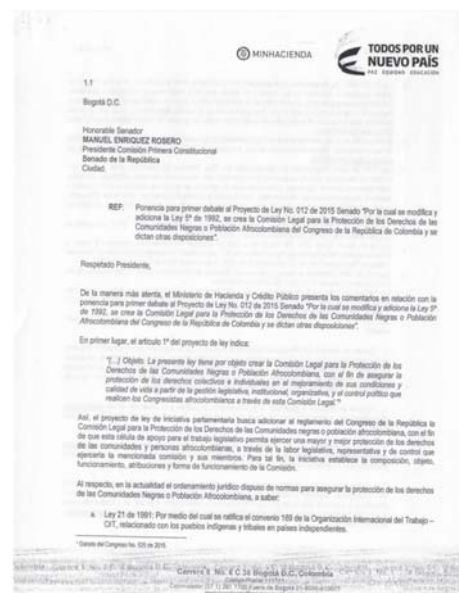 MINHACIENDA
TODOS POR UN
NUEVO PAÍS
PAZ EQUIDAD EDUCACIÓN
1.1
Bogotá D.C.
Honorable Senador
MANUEL ENRIQUEZ ROSERO
Presidente Comisión Primera Constitucional
Senado de la República
Ciudad.
REF: Ponencia para primer debate al Proyecto de Ley No. 012 de 2015 Senado "Por la cual se modifica y
adiciona la Ley 5ª de 1992, se crea la Comisión Legal para la Protección de los Derechos de las
Comunidades Negras o Población Afrocolombiana del Congreso de la República de Colombia y se
dictan otras disposiciones".
Respetado Presidente,
De la manera más atenta, el Ministerio de Hacienda y Crédito Público presenta los comentarios en relación con la
ponencia para primer debate al Proyecto de Ley No. 012 de 2015 Senado "Por la cual se modifica y adiciona la Ley 5ª
de 1992, se crea la Comisión Legal para la Protección de los Derechos de las Comunidades Negras o Población
Afrocolombiana del Congreso de la República de Colombia y se dictan otras disposiciones".
En primer lugar, el artículo 1º del proyecto de ley indica:
"(...) Objeto. La presente ley tiene por objeto crear la Comisión Legal para la Protección de los
Derechos de las Comunidades Negras o Población Afrocolombiana, con el fin de asegurar la
protección de los derechos colectivos e individuales en el mejoramiento de sus condiciones y
calidad de vida a partir de la gestión legislativa, institucional, organizativa, y el control político que
realicen los Congresistas afrocolombianos a través de esta Comisión Legal."¹
Así, el proyecto de ley de iniciativa parlamentaria busca adicionar al reglamento del Congreso de la República la
Comisión Legal para la Protección de los Derechos de las Comunidades negras o población afrocolombiana, con el fin
de que esta célula de apoyo para el trabajo legislativo permita ejercer una mayor y mejor protección de los derechos
de las comunidades y personas afrocolombianas, a través de la labor legislativa, representativa y de control que
ejercería la mencionada comisión y sus miembros. Para tal fin, la iniciativa establece la composición, objeto,
funcionamiento, atribuciones y forma de funcionamiento de la Comisión.
Al respecto, en la actualidad el ordenamiento jurídico dispuso de normas para asegurar la protección de los derechos
de las Comunidades Negras o Población Afrocolombiana, a saber:
a. Ley 21 de 1991: Por medio del cual se ratifica el convenio 169 de la Organización Internacional del Trabajo –
OIT, relacionado con los pueblos indígenas y tribales en países independientes.
¹ Gaceta del Congreso No. 525 de 2015.
Carrera 8 No. 6 C 38 Bogotá D.C. Colombia
Código Postal 111711